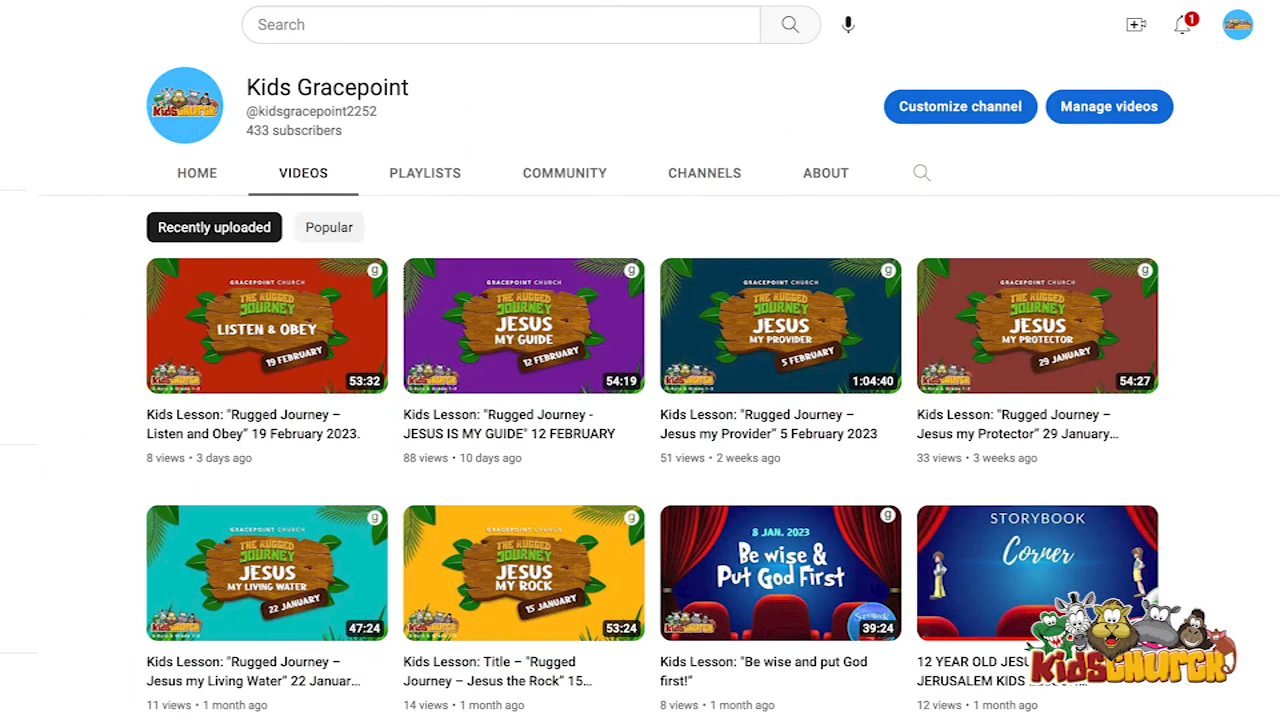 Search
1
Kids Gracepoint
@kidsgracepoint2252
433 subscribers
Customize channel
Manage videos
HOME
VIDEOS
PLAYLISTS
COMMUNITY
CHANNELS
ABOUT
Recently uploaded
Popular
g
GRACEPOINT CHURCH
THE RUGGED
JOURNEY
LISTEN & OBEY
19 FEBRUARY
KIDSCHURCH
53:32
g
GRACEPOINT CHURCH
THE RUGGED
JOURNEY
JESUS
MY GUIDE
12 FEBRUARY
KIDSCHURCH
54:19
g
GRACEPOINT CHURCH
THE RUGGED
JOURNEY
JESUS
MY PROVIDER
5 FEBRUARY
KIDSCHURCH
1:04:40
g
GRACEPOINT CHURCH
THE RUGGED
JOURNEY
JESUS
MY PROTECTOR
29 JANUARY
KIDSCHURCH
54:27
Kids Lesson: "Rugged Journey –
Listen and Obey” 19 February 2023.
8 views • 3 days ago
Kids Lesson: "Rugged Journey -
JESUS IS MY GUIDE" 12 FEBRUARY
88 views • 10 days ago
Kids Lesson: "Rugged Journey –
Jesus my Provider” 5 February 2023
51 views • 2 weeks ago
Kids Lesson: "Rugged Journey –
Jesus my Protector” 29 January...
33 views • 3 weeks ago
g
GRACEPOINT CHURCH
THE RUGGED
JOURNEY
JESUS
MY LIVING WATER
22 JANUARY
KIDSCHURCH
47:24
g
GRACEPOINT CHURCH
THE RUGGED
JOURNEY
JESUS
MY ROCK
15 JANUARY
KIDSCHURCH
53:24
g
8 JAN. 2023
Be wise &
Put God First
KIDSCHURCH
39:24
STORYBOOK
Corner
Kids Lesson: "Rugged Journey –
Jesus my Living Water” 22 Januar...
11 views • 1 month ago
Kids Lesson: Title – "Rugged
Journey – Jesus the Rock” 15...
14 views • 1 month ago
Kids Lesson: "Be wise and put God
first!”
8 views • 1 month ago
12 YEAR OLD
JERUSALEM KIDS
12 views • 1 month ago
KIDSCHURCH